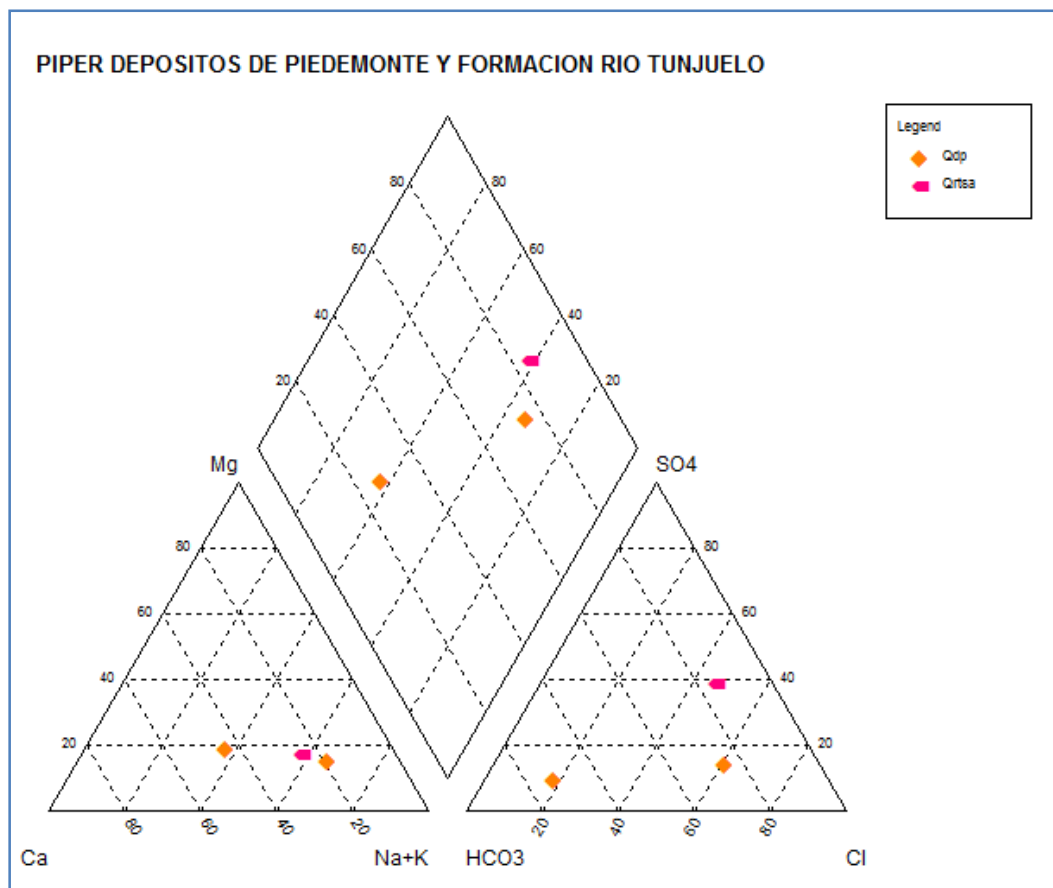 PIPER DEPOSITOS DE PIEDEMONTE Y FORMACION RIO TUNJUELO
Legend
Qdp
Qrtsa
80 80
60 60
40 40
20 20
Mg SO4
80 80
60 60
40 40
20 20
80 60 40 20 20 40 60 80
Ca Na+K HCO3 Cl